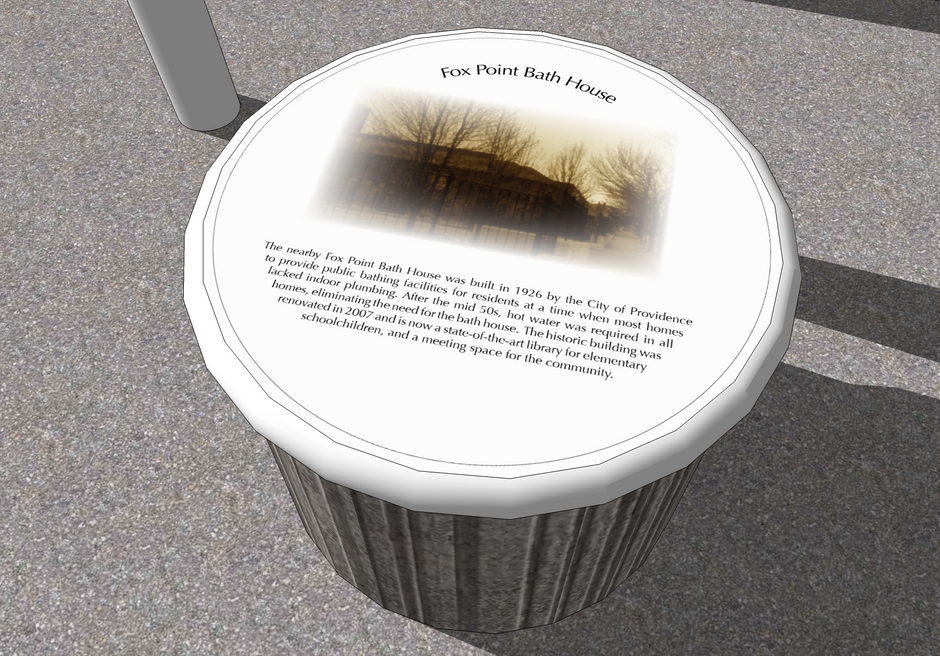 Fox Point Bath House
The nearby Fox Point Bath House was built in 1926 by the City of Providence
to provide public bathing facilities for residents at a time when most homes
lacked indoor plumbing. After the mid 50s, hot water was required in all
homes, eliminating the need for the bath house. The historic building was
renovated in 2007 and is now a state-of-the-art library for elementary
schoolchildren, and a meeting space for the community.